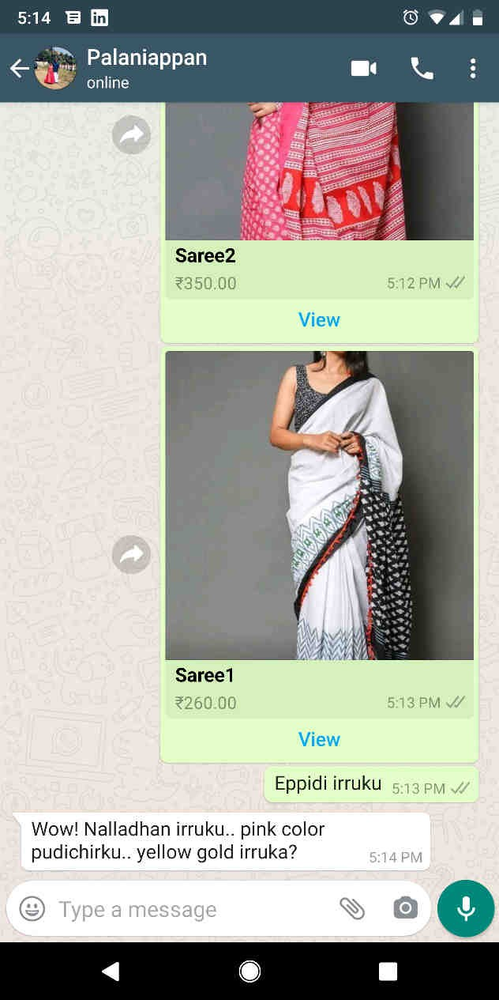 5:14
in
Palaniappan
online
Saree2
₹350.00 5:12 PM
View
Saree1
₹260.00 5:13 PM
View
Eppidi irruku 5:13 PM
Wow! Nalladhan irruku.. pink color
pudichirku.. yellow gold irruka? 5:14 PM
Type a message